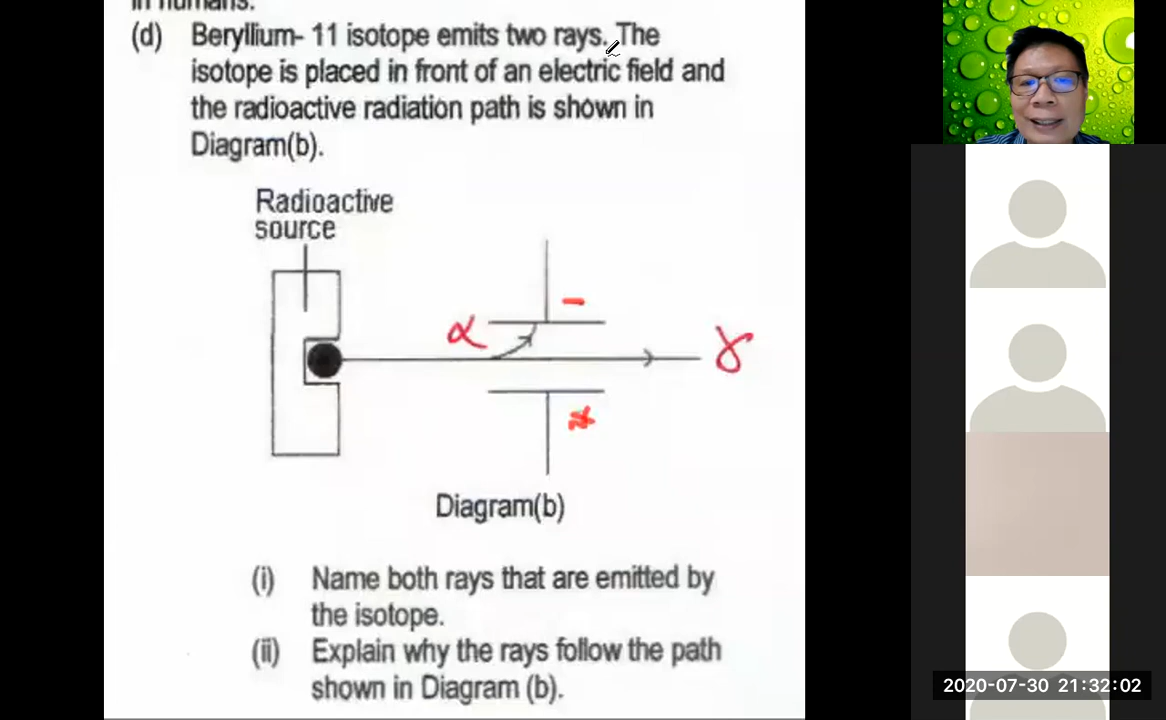 in humans.
(d) Beryllium- 11 isotope emits two rays. The
isotope is placed in front of an electric field and
the radioactive radiation path is shown in
Diagram(b).
Radioactive
source
-
α
γ
Diagram(b)
(i) Name both rays that are emitted by
the isotope.
(ii) Explain why the rays follow the path
shown in Diagram (b).
2020-07-30 21:32:02